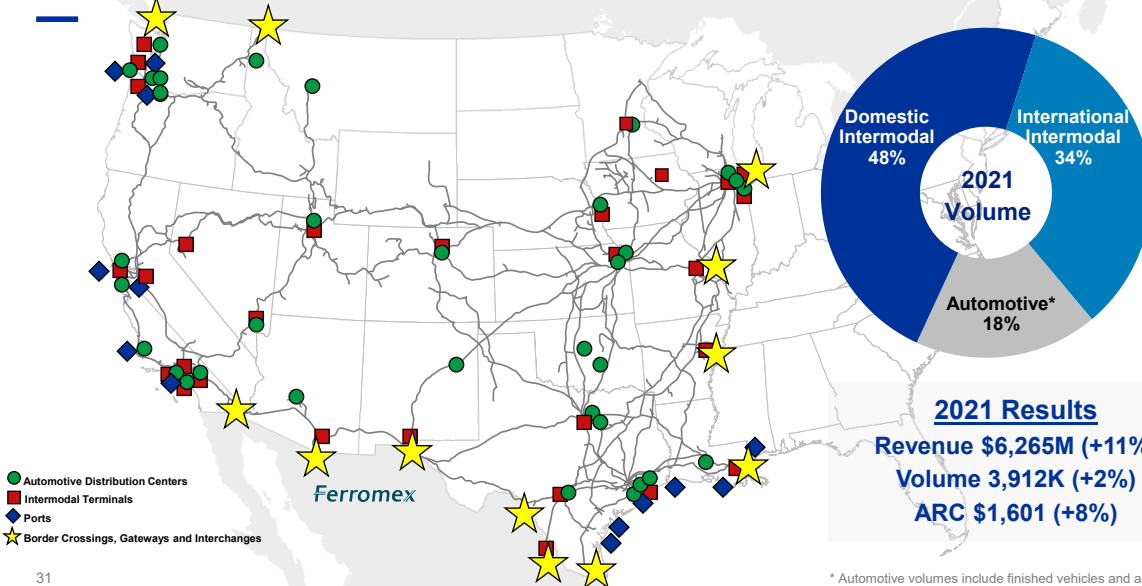 Domestic
Intermodal
48%
International
Intermodal
34%
2021
Volume
Automotive*
18%
2021 Results
Revenue $6,265M (+11%
Volume 3,912K (+2%)
ARC $1,601 (+8%)
Automotive Distribution Centers
Intermodal Terminals
Ports
Border Crossings, Gateways and Interchanges
Ferromex
31
* Automotive volumes include finished vehicles and a